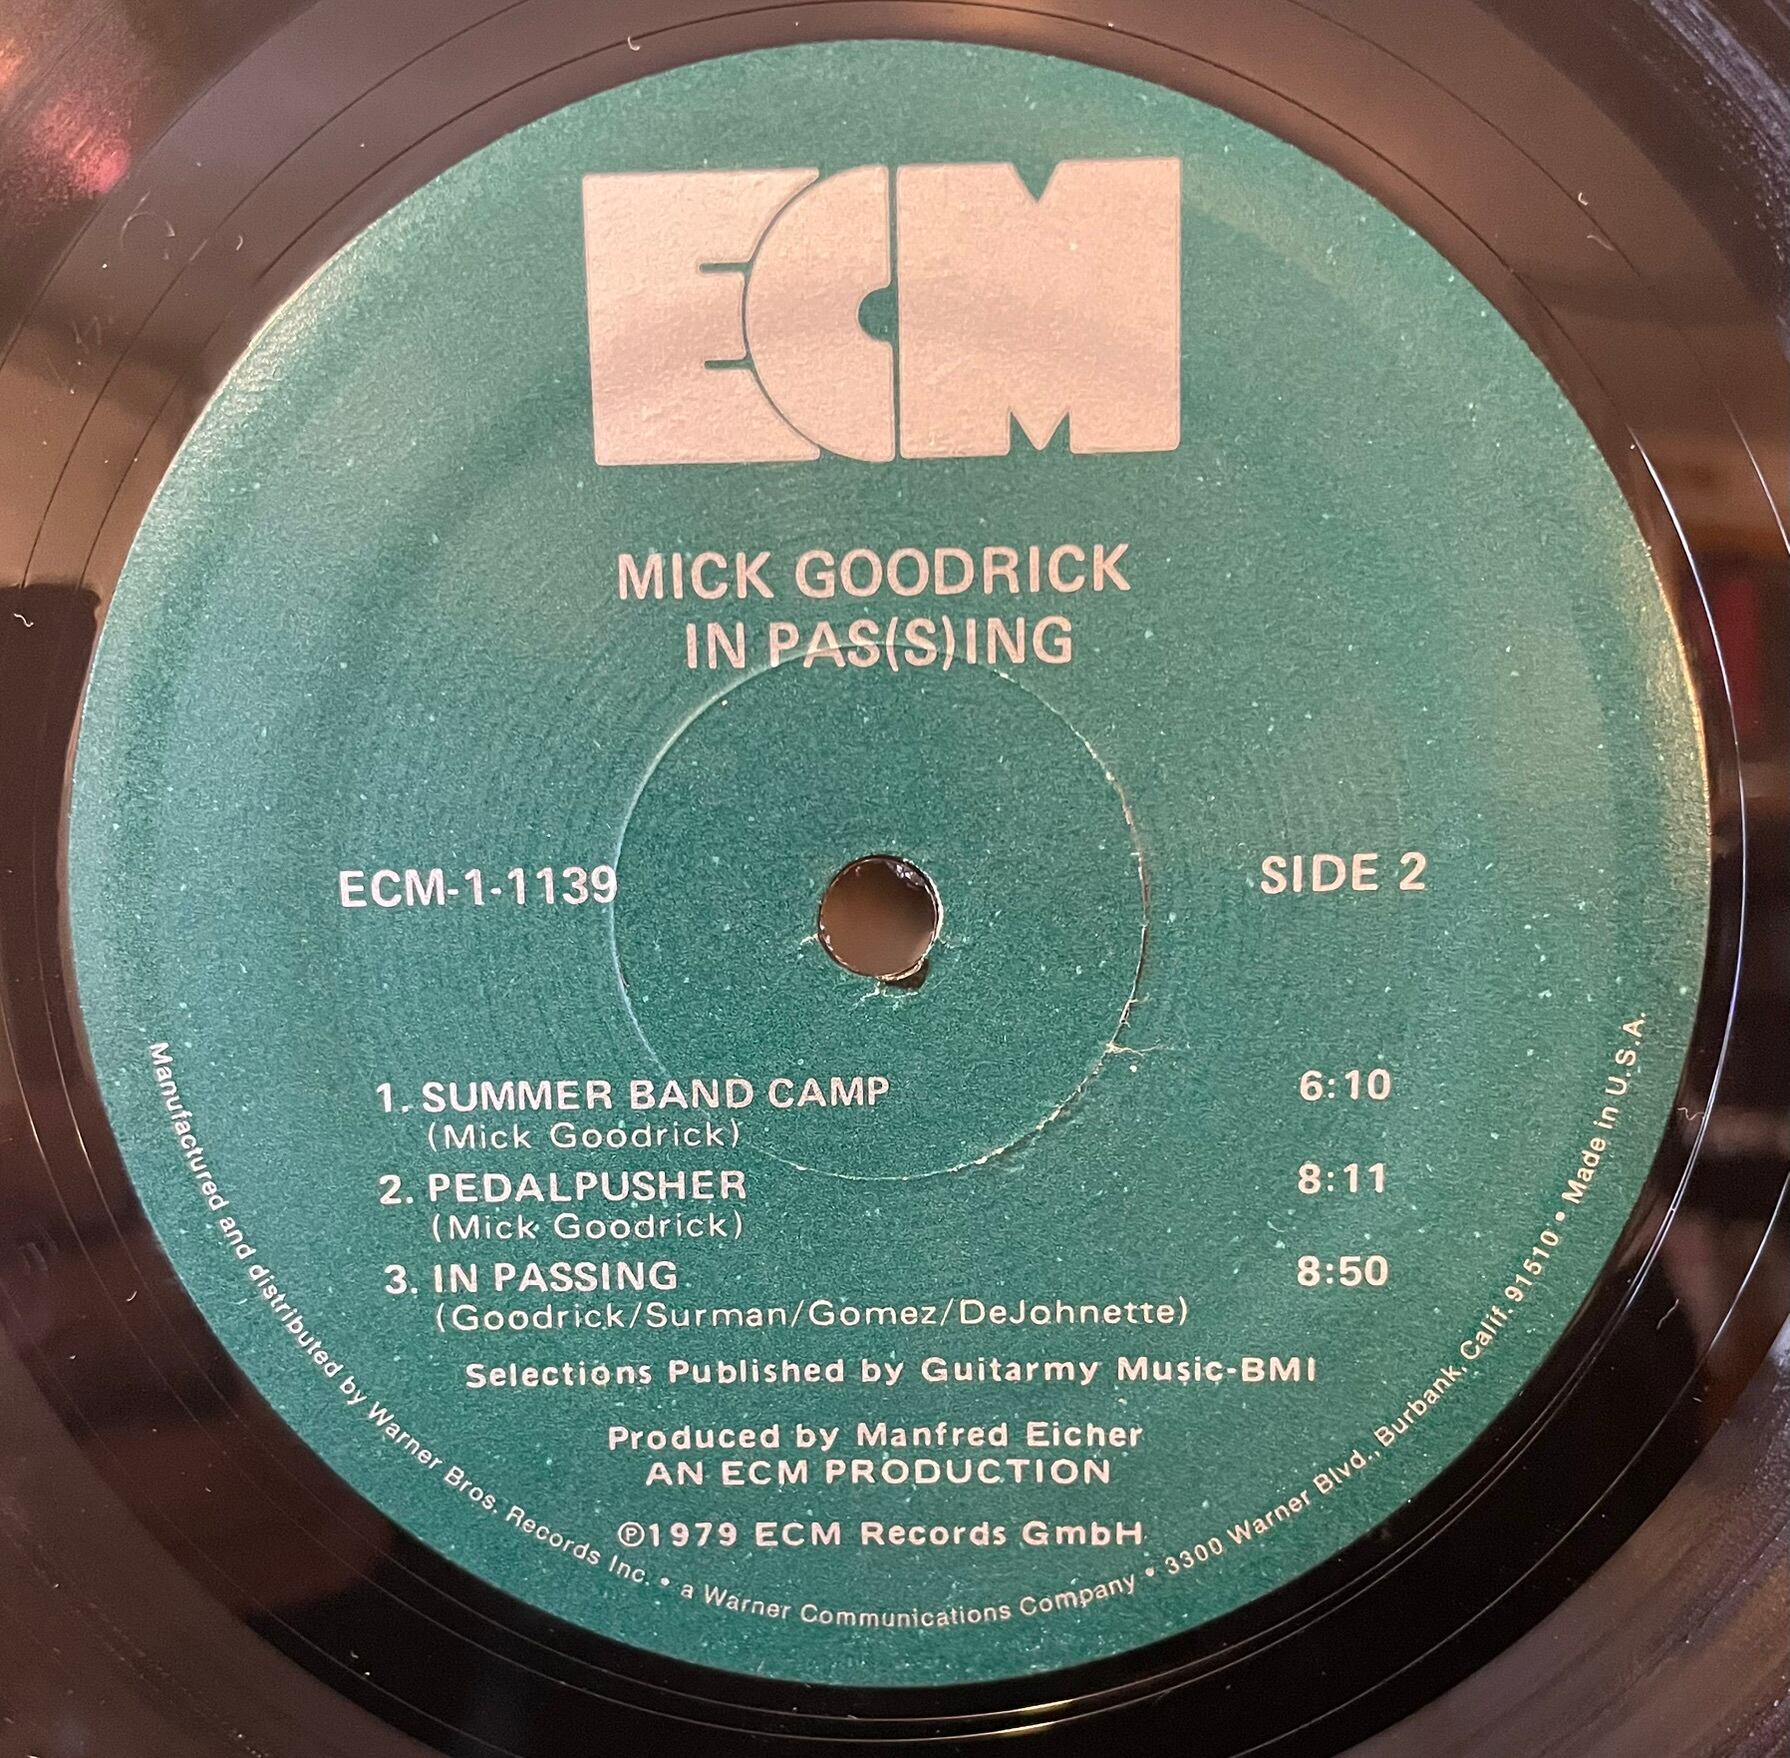 ECM
MICK GOODRICK
IN PAS(S)ING
ECM-1-1139
SIDE 2
1. SUMMER BAND CAMP 6:10
(Mick Goodrick)
2. PEDALPUSHER 8:11
(Mick Goodrick)
3. IN PASSING 8:50
(Goodrick/Surman/Gomez/DeJohnette)
Selections Published by Guitarmy Music-BMI
Produced by Manfred Eicher
AN ECM PRODUCTION
℗1979 ECM Records GmbH
Manufactured and distributed by Warner Bros. Records Inc. • a Warner Communications Company • 3300 Warner Blvd., Burbank, Calif. 91510 • Made in U.S.A.